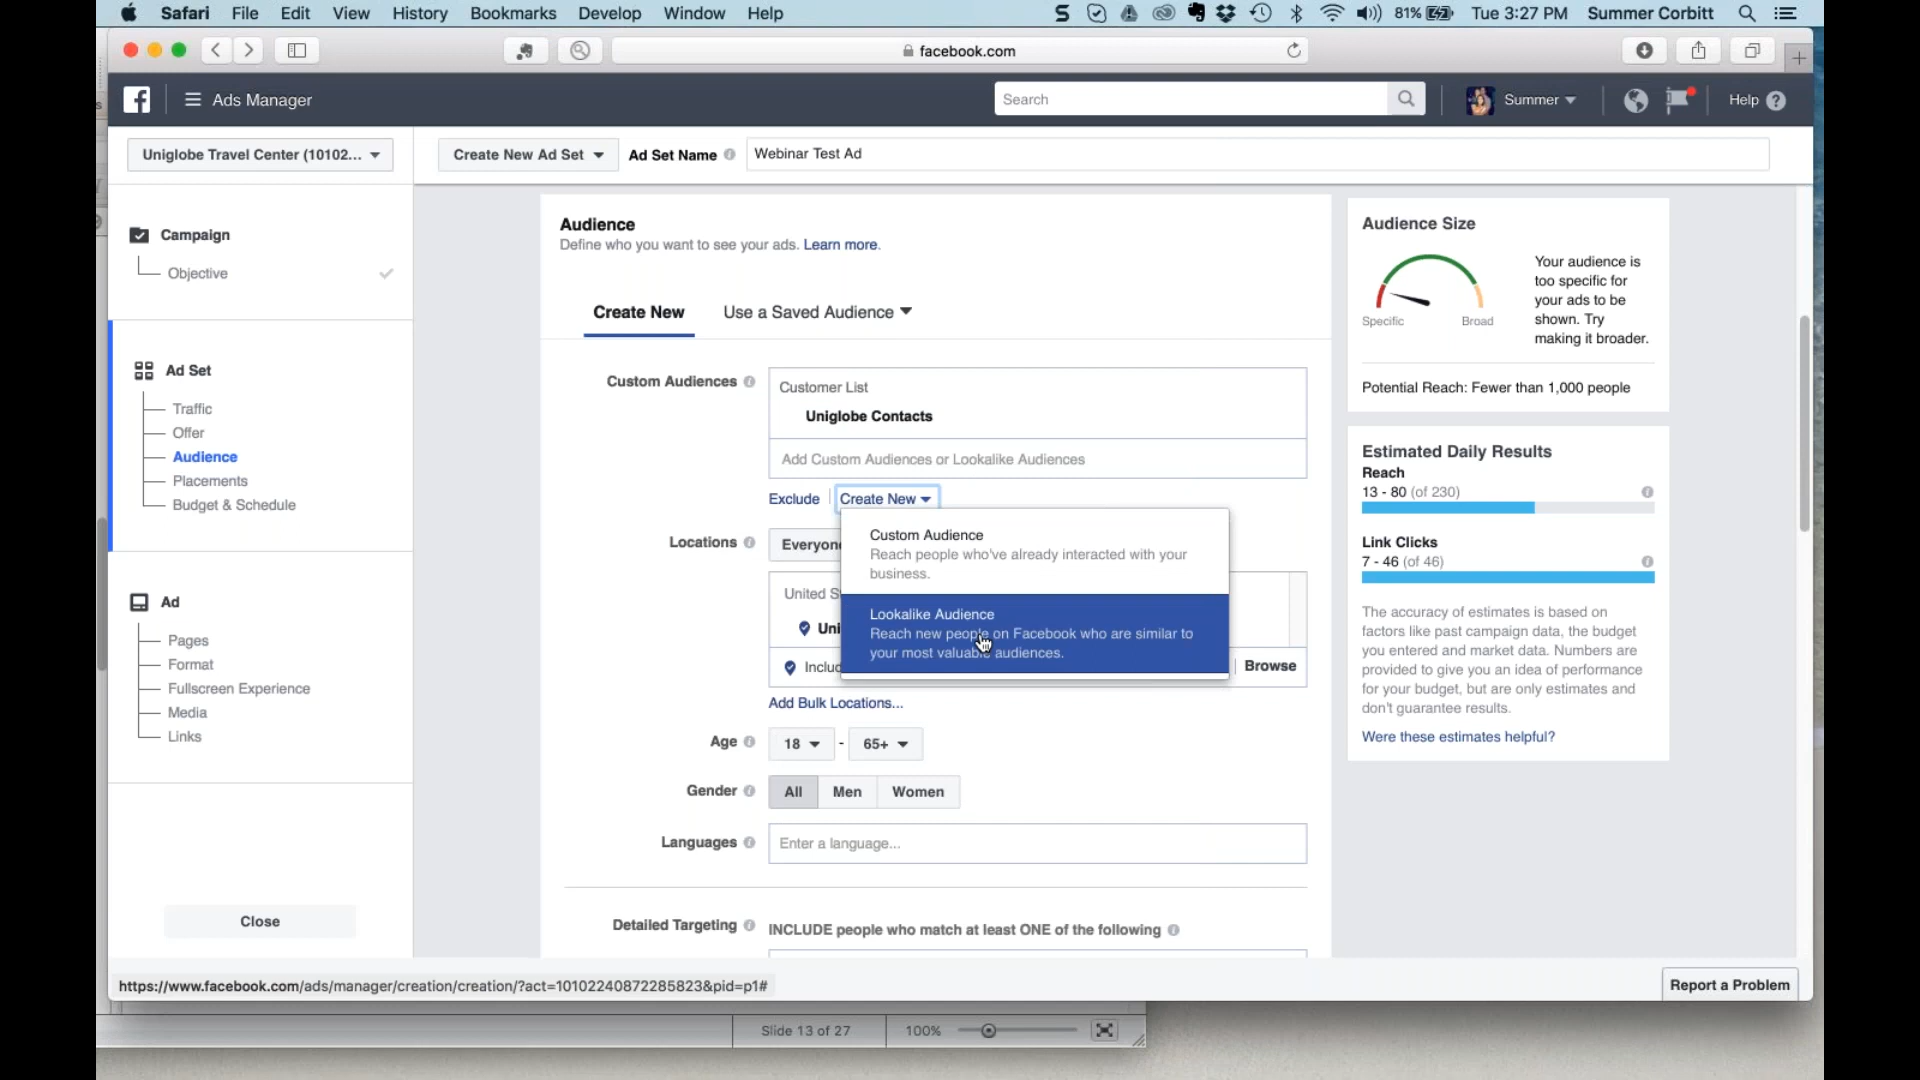 Safari File Edit View History Bookmarks Develop Window Help 81% Tue 3:27 PM Summer Corbitt
facebook.com
Ads Manager Search Summer Help
Uniglobe Travel Center (10102... Create New Ad Set Ad Set Name Webinar Test Ad
Campaign
Objective
Ad Set
Traffic
Offer
Audience
Placements
Budget & Schedule
Ad
Pages
Format
Fullscreen Experience
Media
Links
Close
Audience
Define who you want to see your ads. Learn more.
Create New Use a Saved Audience
Custom Audiences Customer List
Uniglobe Contacts
Add Custom Audiences or Lookalike Audiences
Exclude Create New
Custom Audience
Reach people who've already interacted with your
business.
Lookalike Audience
Reach new people on Facebook who are similar to
your most valuable audiences.
Locations Everyon
United S
Uni
Includ Browse
Add Bulk Locations...
Age 18 - 65+
Gender All Men Women
Languages Enter a language...
Detailed Targeting INCLUDE people who match at least ONE of the following
Audience Size
Specific Broad
Your audience is
too specific for
your ads to be
shown. Try
making it broader.
Potential Reach: Fewer than 1,000 people
Estimated Daily Results
Reach
13 - 80 (of 230)
Link Clicks
7 - 46 (of 46)
The accuracy of estimates is based on
factors like past campaign data, the budget
you entered and market data. Numbers are
provided to give you an idea of performance
for your budget, but are only estimates and
don't guarantee results.
Were these estimates helpful?
https://www.facebook.com/ads/manager/creation/creation/?act=10102240872285823&pid=p1#
Report a Problem
Slide 13 of 27 100%